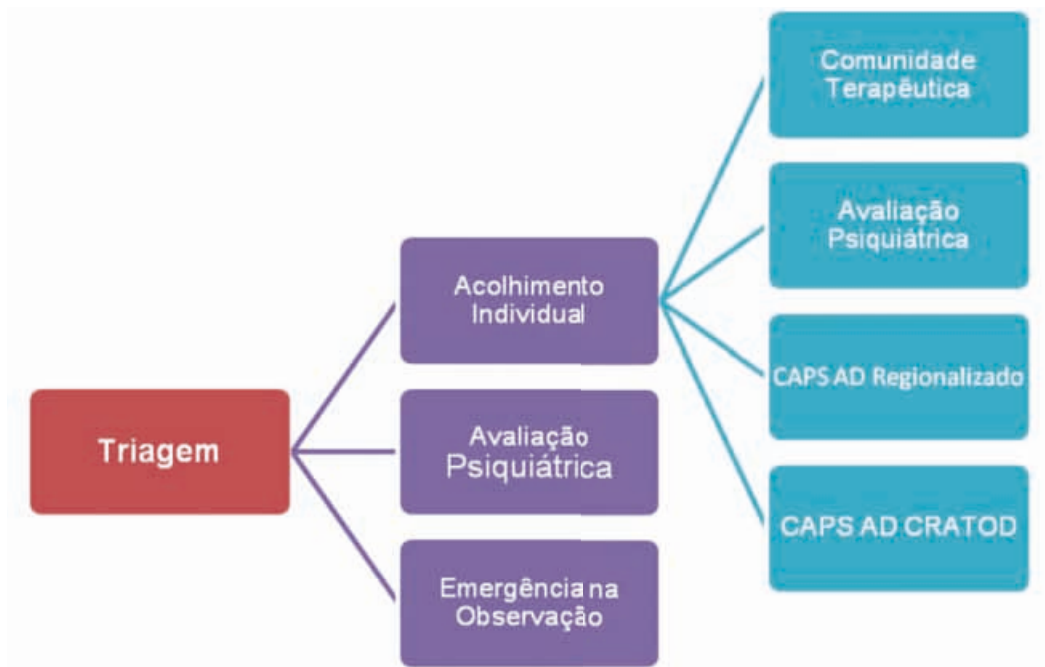 Triagem
Acolhimento
Individual
Avaliação
Psiquiátrica
Emergência na
Observação
Comunidade
Terapêutica
Avaliação
Psiquiátrica
CAPS AD Regionalizado
CAPS AD CRATOD